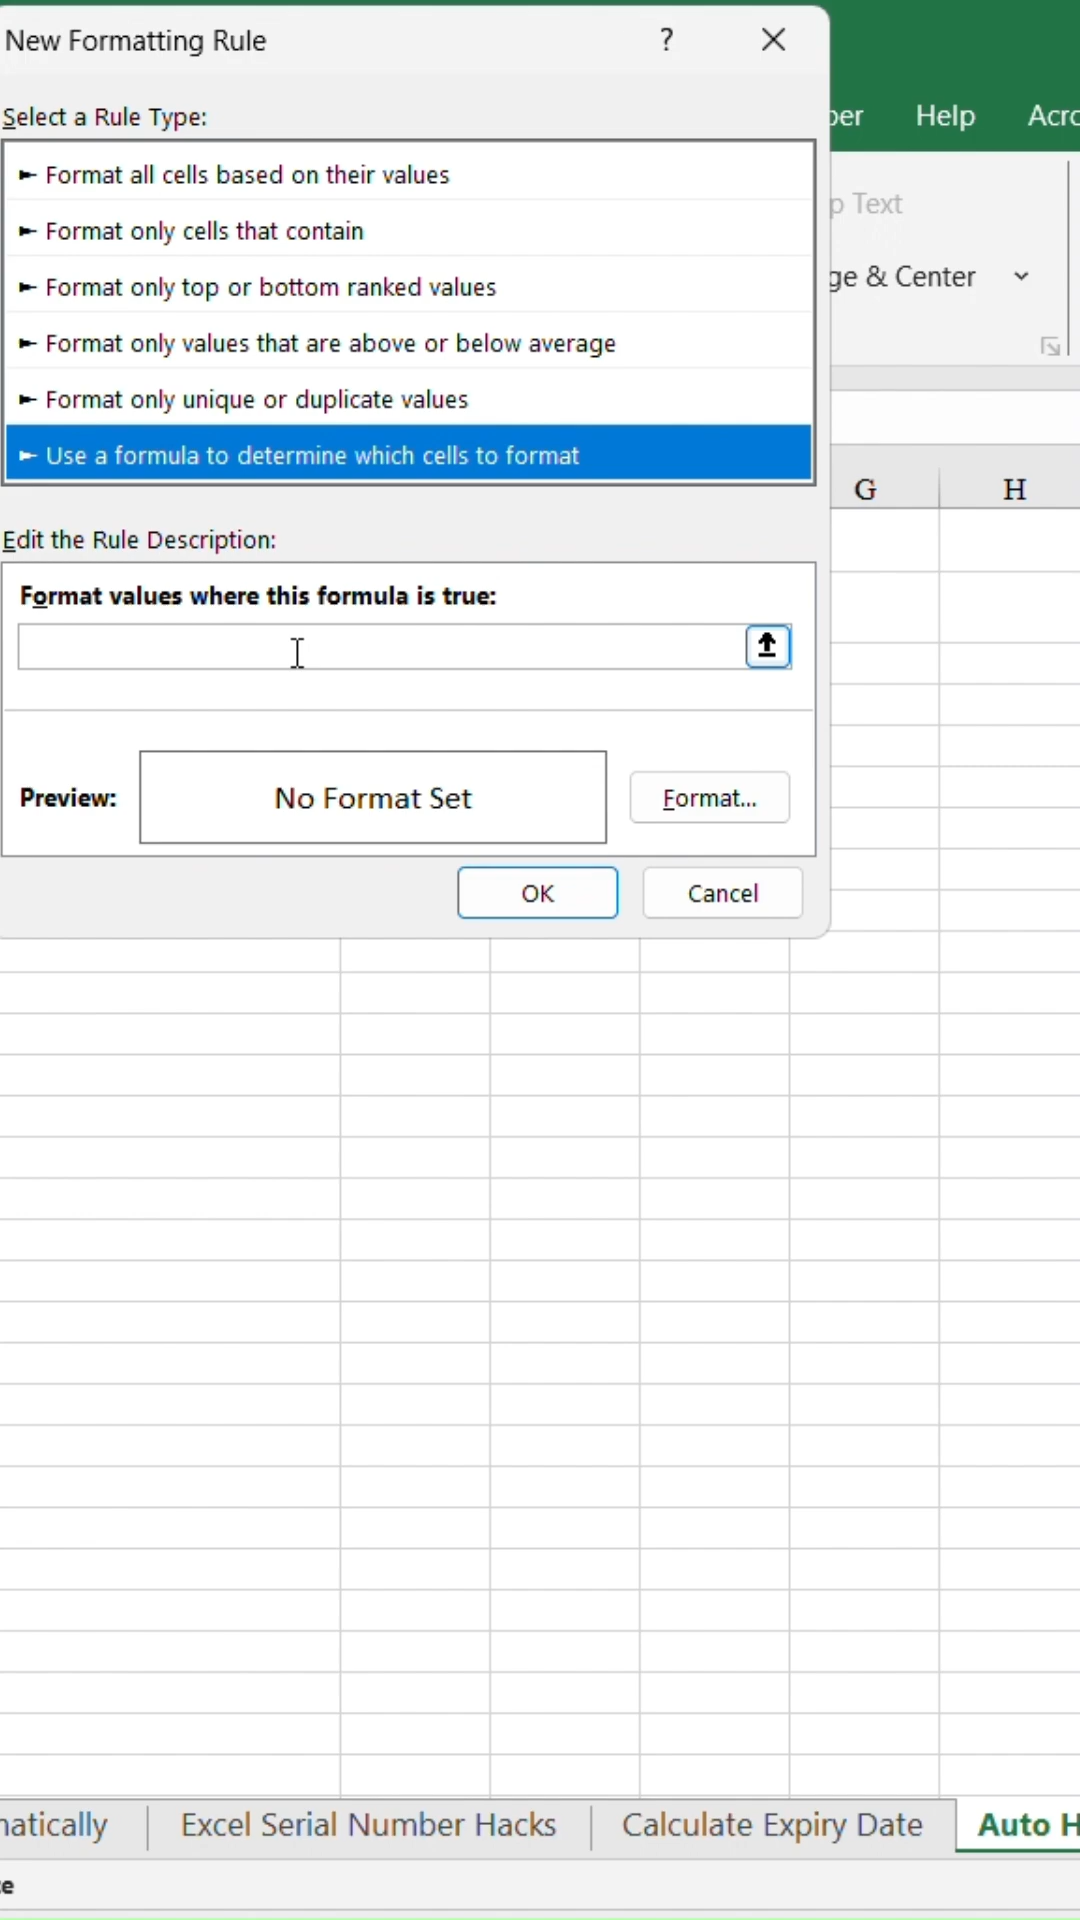 New Formatting Rule
?
Select a Rule Type:
► Format all cells based on their values
► Format only cells that contain
► Format only top or bottom ranked values
► Format only values that are above or below average
► Format only unique or duplicate values
► Use a formula to determine which cells to format
Edit the Rule Description:
Format values where this formula is true:
Preview:
No Format Set
Format...
OK
Cancel
Help
Text
& Center
G
H
Excel Serial Number Hacks
Calculate Expiry Date
Auto